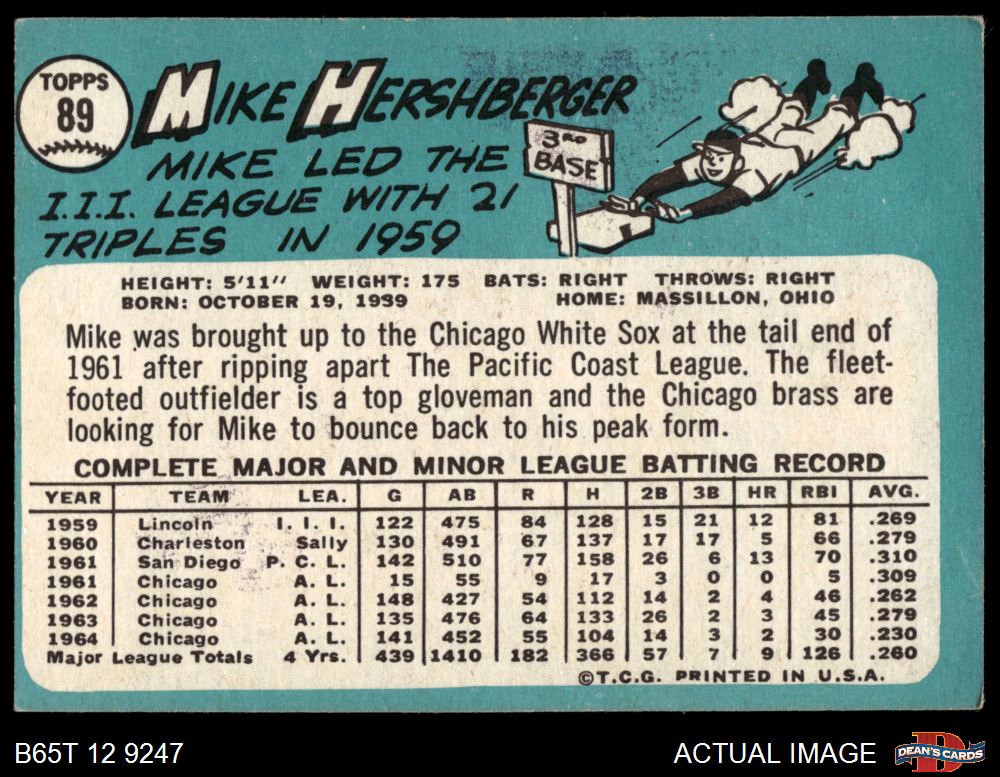 TOPPS
89
MIKE HERSHBERGER
MIKE LED THE
I.I.I. LEAGUE WITH 21
TRIPLES IN 1959
3RD
BASE
HEIGHT: 5'11" WEIGHT: 175 BATS: RIGHT THROWS: RIGHT
BORN: OCTOBER 19, 1939 HOME: MASSILLON, OHIO
Mike was brought up to the Chicago White Sox at the tail end of
1961 after ripping apart The Pacific Coast League. The fleet-
footed outfielder is a top gloveman and the Chicago brass are
looking for Mike to bounce back to his peak form.
COMPLETE MAJOR AND MINOR LEAGUE BATTING RECORD
YEAR TEAM LEA. G AB R H 2B 3B HR RBI AVG.
1959 Lincoln I. I. I. 122 475 84 128 15 21 12 81 .269
1960 Charleston Sally 130 491 67 137 17 17 5 66 .279
1961 San Diego P. C. L. 142 510 77 158 26 6 13 70 .310
1961 Chicago A. L. 15 55 9 17 3 0 0 5 .309
1962 Chicago A. L. 148 427 54 112 14 2 4 46 .262
1963 Chicago A. L. 135 476 64 133 26 2 3 45 .279
1964 Chicago A. L. 141 452 55 104 14 3 2 30 .230
Major League Totals 4 Yrs. 439 1410 182 366 57 7 9 126 .260
©T.C.G. PRINTED IN U.S.A.
B65T 12 9247
ACTUAL IMAGE
D
DEAN'S CARDS